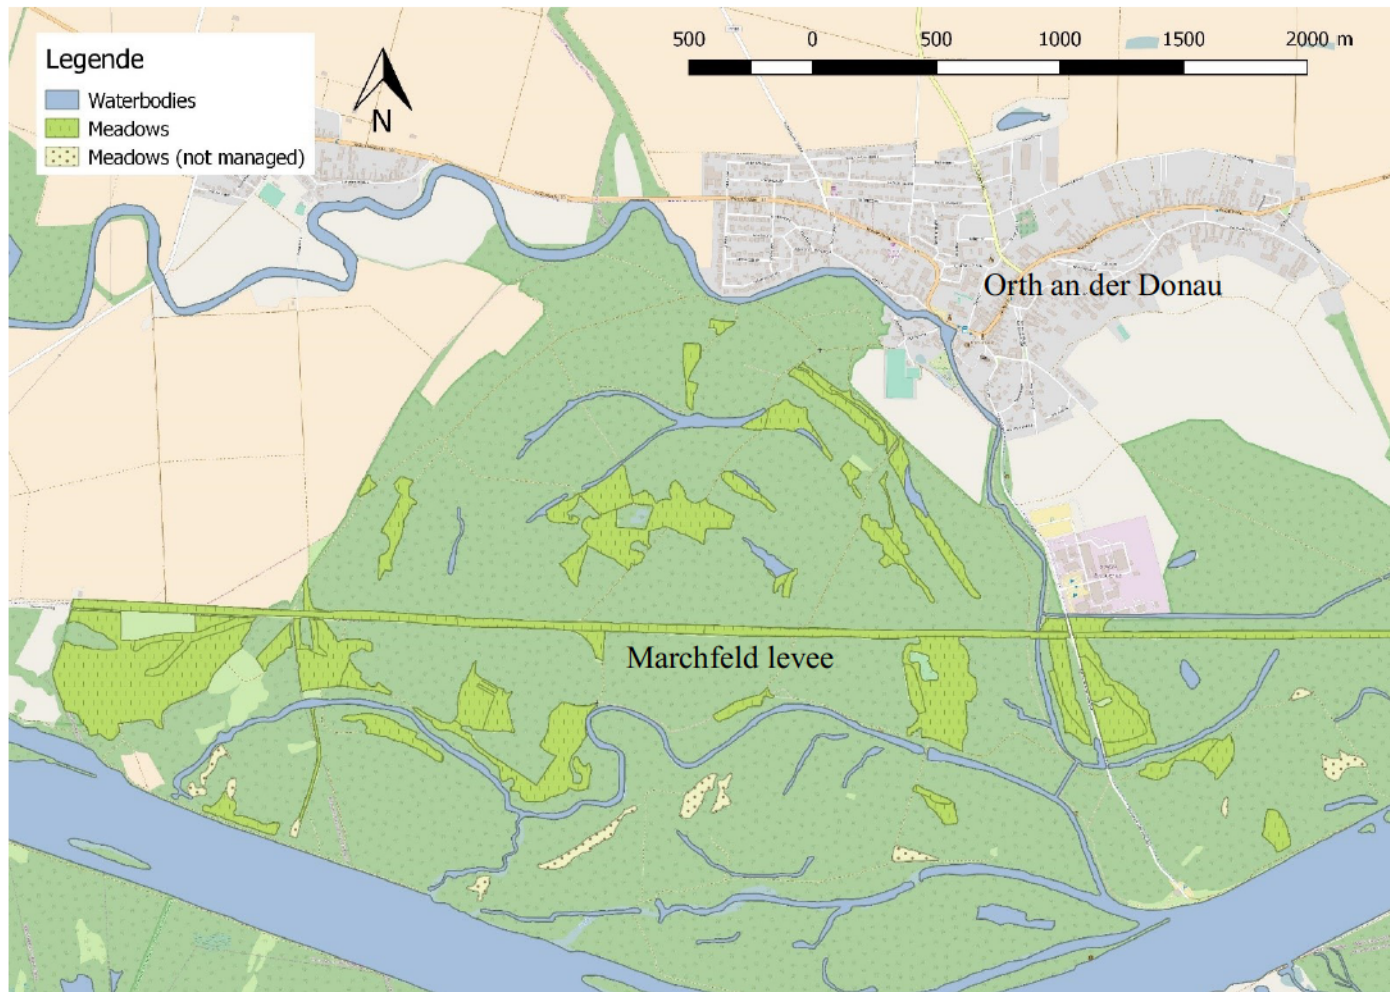 Legende
Waterbodies
Meadows
Meadows (not managed)
N
500 0 500 1000 1500 2000 m
Orth an der Donau
Marchfeld levee